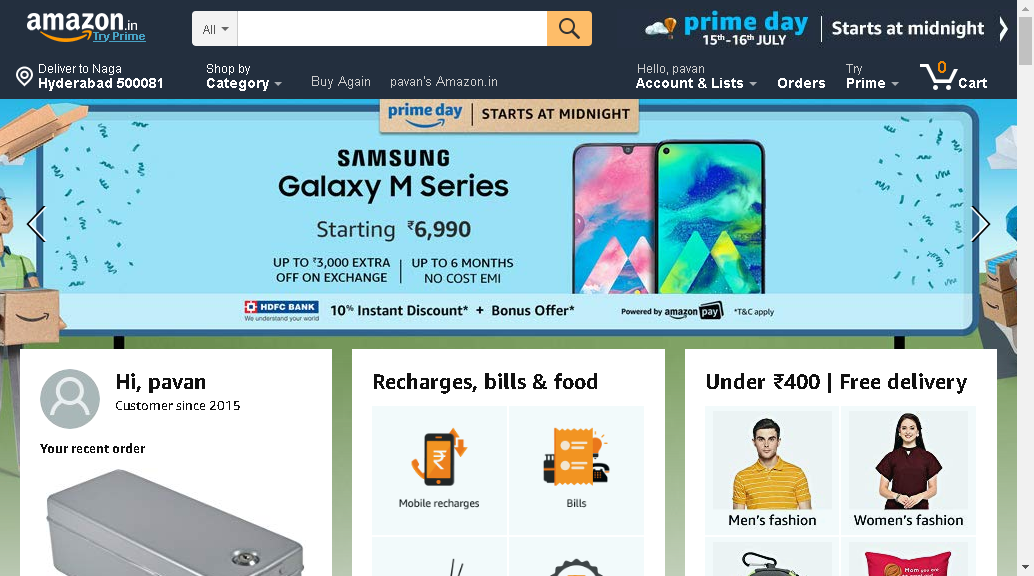 amazon.in
Try Prime
All
prime day
15th-16th JULY
Starts at midnight
Deliver to Naga
Hyderabad 500081
Shop by
Category
Buy Again
pavan's Amazon.in
Hello, pavan
Account & Lists
Orders
Try
Prime
0
Cart
prime day
STARTS AT MIDNIGHT
SAMSUNG
Galaxy M Series
Starting ₹6,990
UP TO ₹3,000 EXTRA
OFF ON EXCHANGE
UP TO 6 MONTHS
NO COST EMI
HDFC BANK
We understand your world
10% Instant Discount* + Bonus Offer*
Powered by amazon pay
*T&C apply
Hi, pavan
Customer since 2015
Your recent order
Recharges, bills & food
Mobile recharges
Bills
Under ₹400 | Free delivery
Men's fashion
Women's fashion